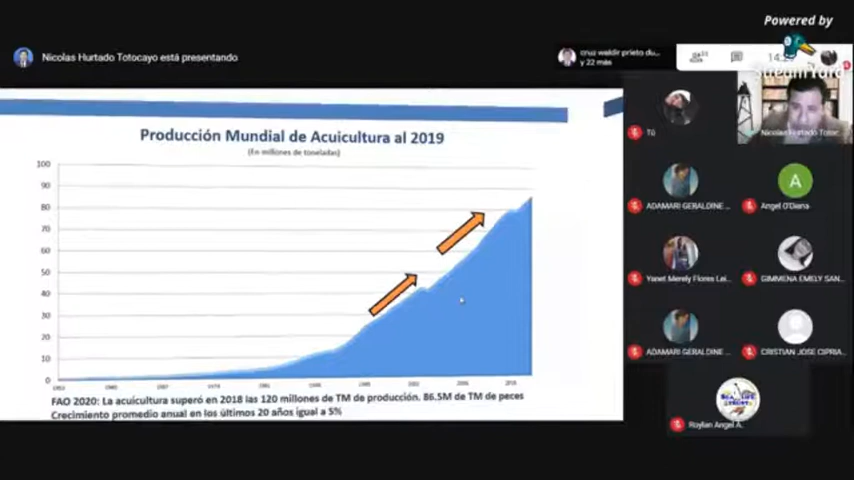 Powered by
StreamYard
Nicolas Hurtado Totocayo está presentando
cruz waldir prieto du...
y 22 más
Producción Mundial de Acuicultura al 2019
(En millones de toneladas)
100
90
80
70
60
50
40
30
20
10
0
FAO 2020: La acuicultura superó en 2018 las 120 millones de TM de producción. 86.5M de TM de peces
Crecimiento promedio anual en los últimos 20 años igual a 5%
Tú
Nicolas Hurtado Totoc...
ADAMARI GERALDINE ...
Angel O'Diana
Yanet Merely Flores Lei...
GIMMENA EMELY SAN...
ADAMARI GERALDINE ...
CRISTIAN JOSE CIPRIA...
Roylan Angel A.
A